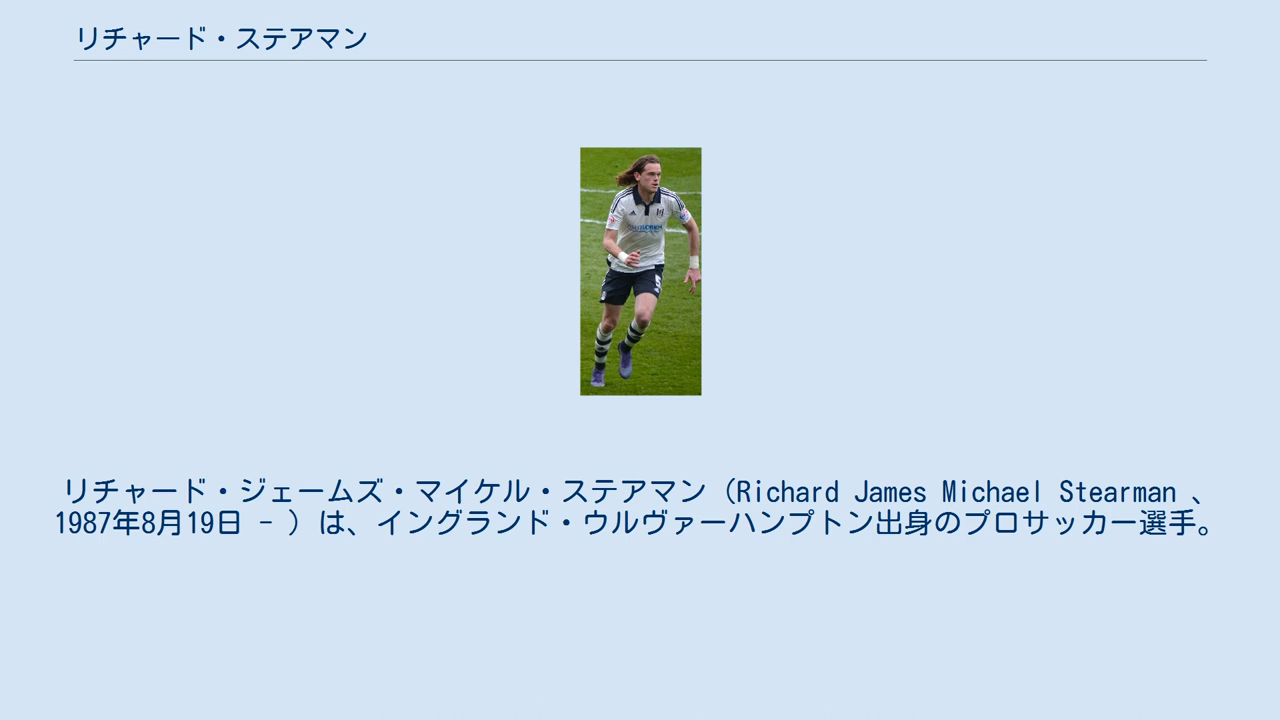 リチャード・ステアマン
リチャード・ジェームズ・マイケル・ステアマン（Richard James Michael Stearman 、
1987年8月19日 - ）は、イングランド・ウルヴァーハンプトン出身のプロサッカー選手。